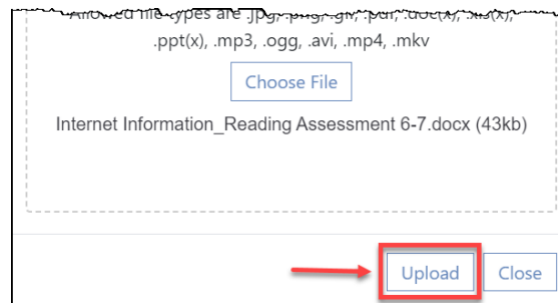 .ppt(x), .mp3, .ogg, .avi, .mp4, .mkv
Choose File
Internet Information_Reading Assessment 6-7.docx (43kb)
Upload
Close